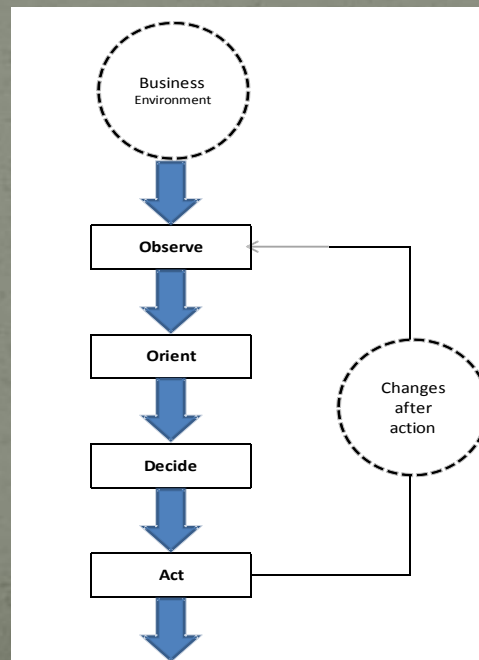 Business
Environment
Observe
Orient
Changes
after
action
Decide
Act